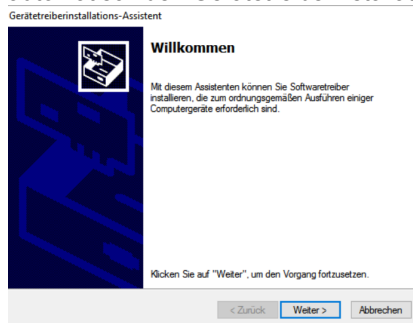 Gerätetreiberinstallations-Assistent
Willkommen
Mit diesem Assistenten können Sie Softwaretreiber
installieren, die zum ordnungsgemäßen Ausführen einiger
Computergeräte erforderlich sind.
Klicken Sie auf "Weiter", um den Vorgang fortzusetzen.
< Zurück
Weiter >
Abbrechen